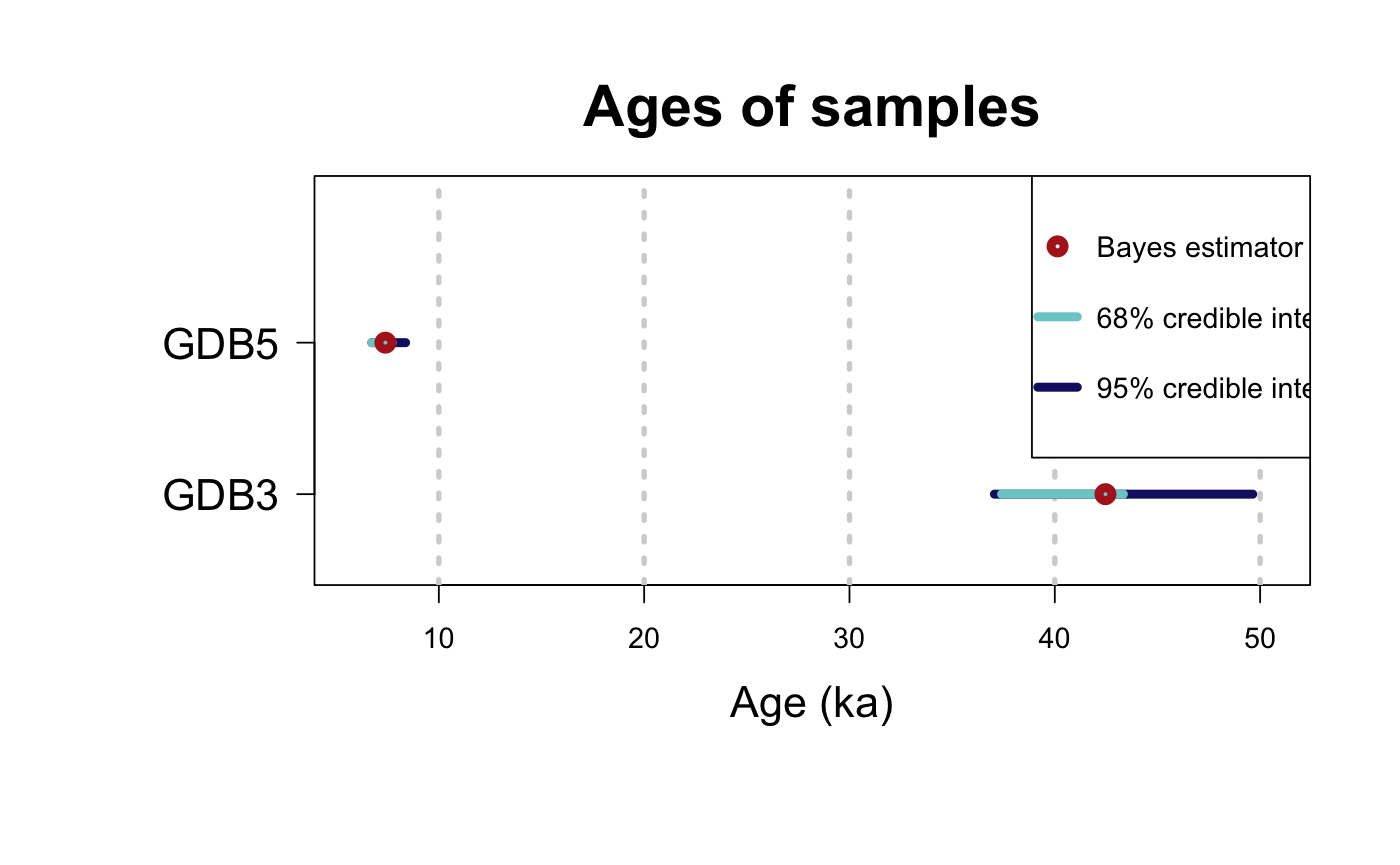 Ages of samples
Bayes estimator
68% credible inte
95% credible inte
GDB5
GDB3
10 20 30 40 50
Age (ka)